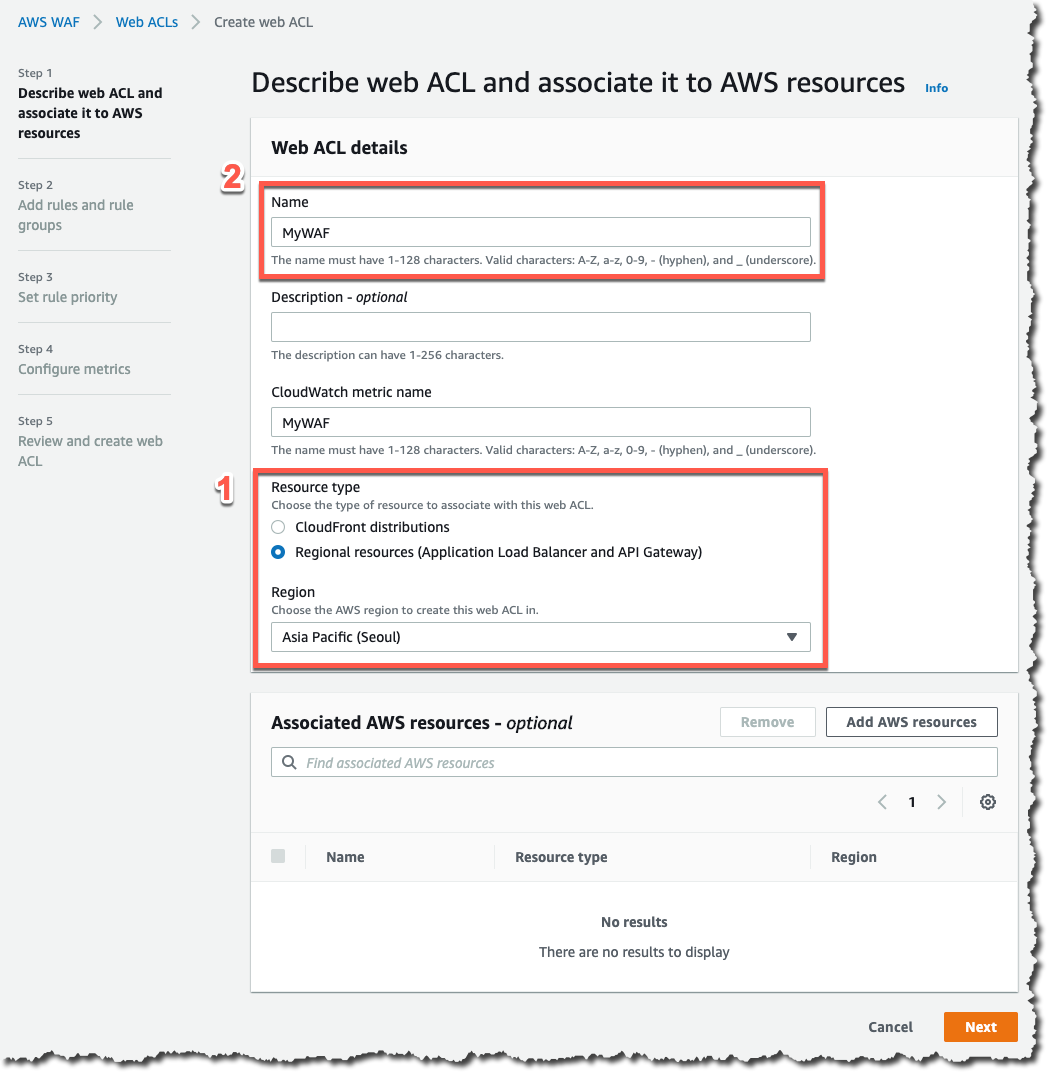 AWS WAF > Web ACLs > Create web ACL
Step 1
Describe web ACL and
associate it to AWS
resources
Step 2
Add rules and rule
groups
Step 3
Set rule priority
Step 4
Configure metrics
Step 5
Review and create web
ACL
Describe web ACL and associate it to AWS resources Info
Web ACL details
2
Name
MyWAF
The name must have 1-128 characters. Valid characters: A-Z, a-z, 0-9, - (hyphen), and _ (underscore).
Description - optional
The description can have 1-256 characters.
CloudWatch metric name
MyWAF
The name must have 1-128 characters. Valid characters: A-Z, a-z, 0-9, - (hyphen), and _ (underscore).
1
Resource type
Choose the type of resource to associate with this web ACL.
CloudFront distributions
Regional resources (Application Load Balancer and API Gateway)
Region
Choose the AWS region to create this web ACL in.
Asia Pacific (Seoul)
Associated AWS resources - optional Remove Add AWS resources
Find associated AWS resources
< 1 >
Name Resource type Region
No results
There are no results to display
Cancel Next